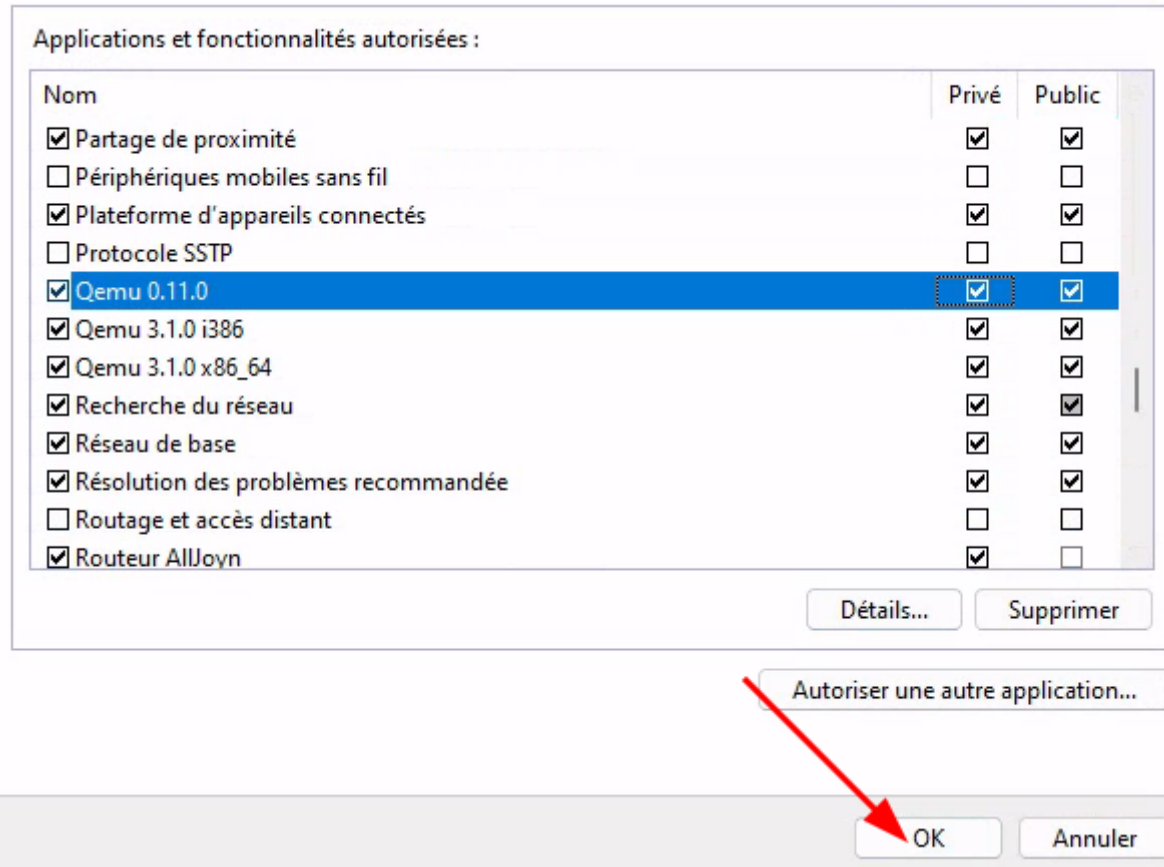 Applications et fonctionnalités autorisées :
Nom Privé Public
Partage de proximité
Périphériques mobiles sans fil
Plateforme d'appareils connectés
Protocole SSTP
Qemu 0.11.0
Qemu 3.1.0 i386
Qemu 3.1.0 x86_64
Recherche du réseau
Réseau de base
Résolution des problèmes recommandée
Routage et accès distant
Routeur AllJoyn
Détails... Supprimer
Autoriser une autre application...
OK Annuler